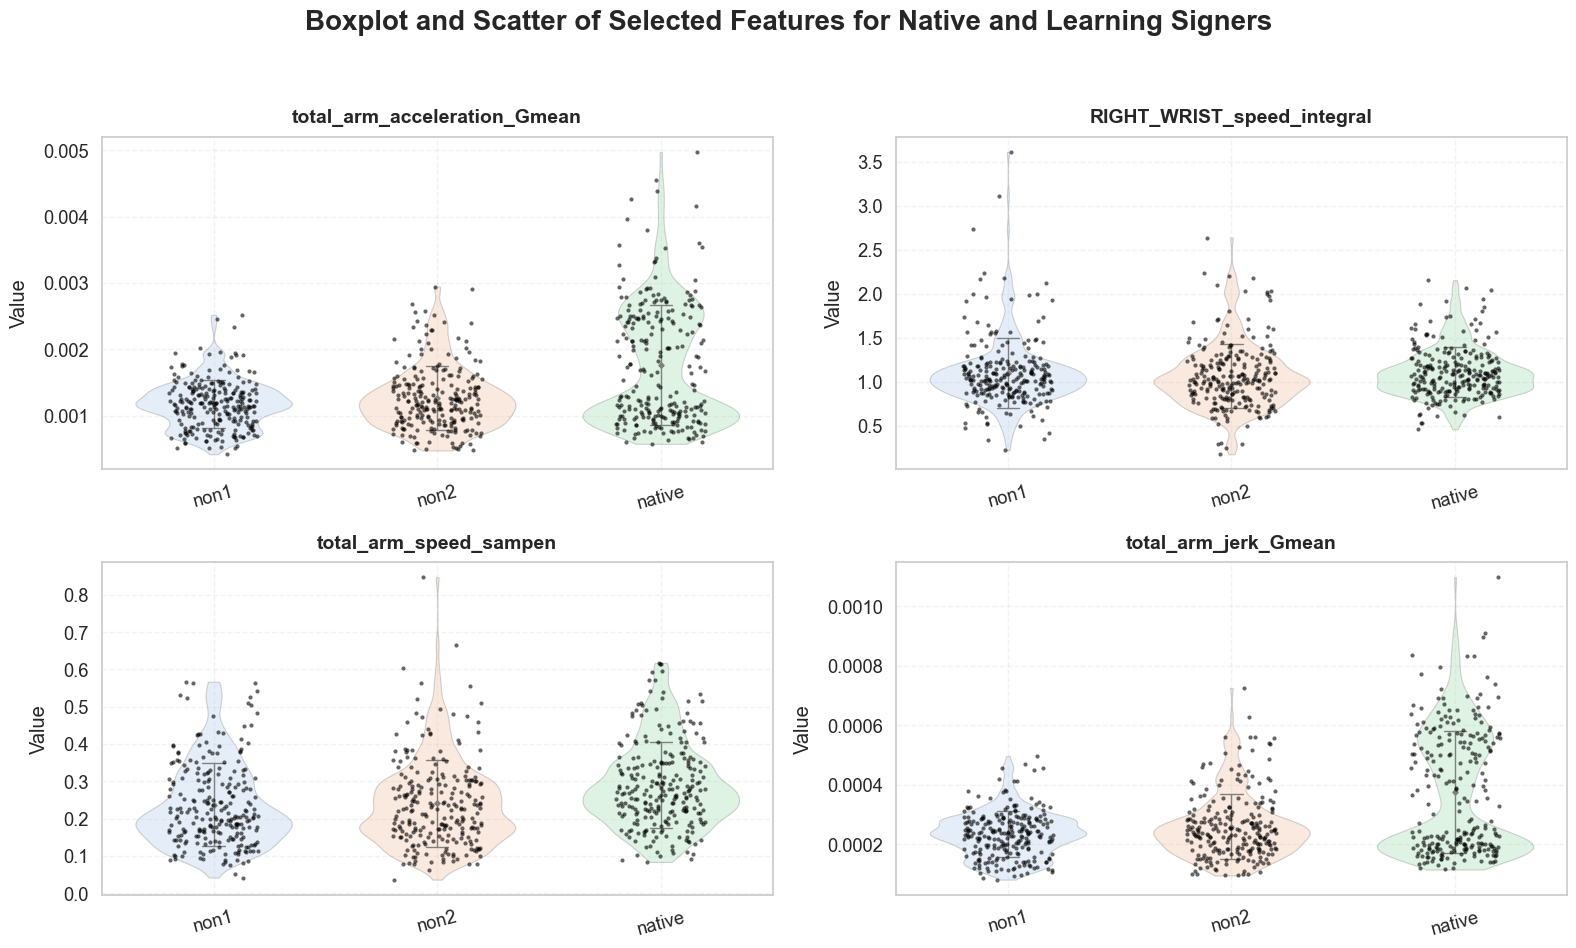 Boxplot and Scatter of Selected Features for Native and Learning Signers
total_arm_acceleration_Gmean
Value
0.005
0.004
0.003
0.002
0.001
non1
non2
native
RIGHT_WRIST_speed_integral
Value
3.5
3.0
2.5
2.0
1.5
1.0
0.5
non1
non2
native
total_arm_speed_sampen
Value
0.8
0.7
0.6
0.5
0.4
0.3
0.2
0.1
0.0
non1
non2
native
total_arm_jerk_Gmean
Value
0.0010
0.0008
0.0006
0.0004
0.0002
non1
non2
native